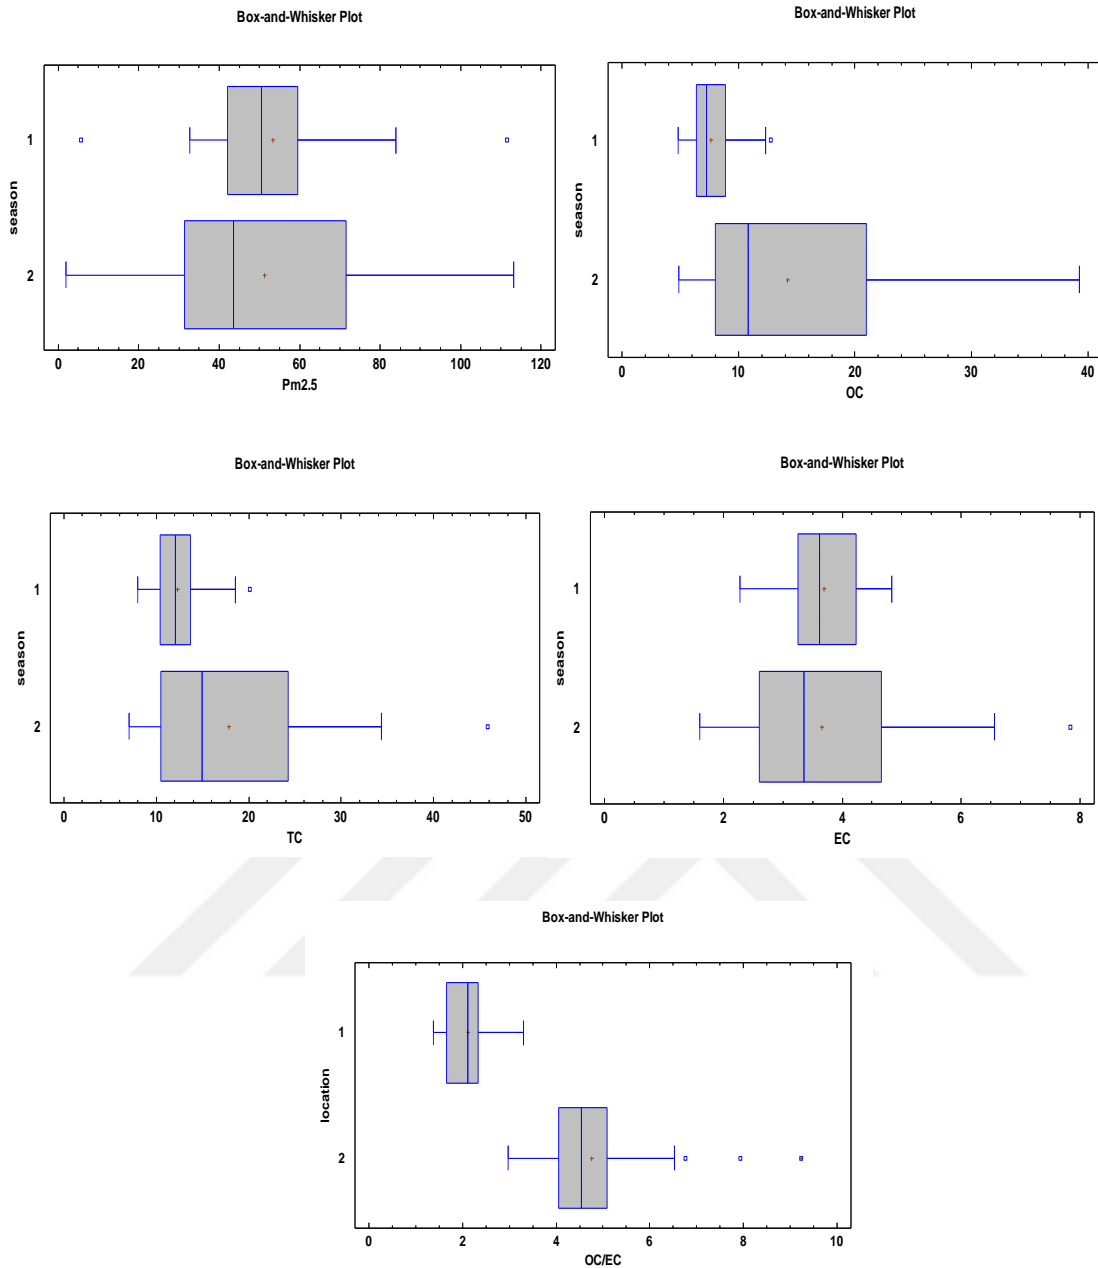 Box-and-Whisker Plot
season
1
2
0 20 40 60 80 100 120
Pm2.5
Box-and-Whisker Plot
season
1
2
0 10 20 30 40
OC
Box-and-Whisker Plot
season
1
2
0 10 20 30 40 50
TC
Box-and-Whisker Plot
season
1
2
0 2 4 6 8
EC
Box-and-Whisker Plot
location
1
2
0 2 4 6 8 10
OC/EC